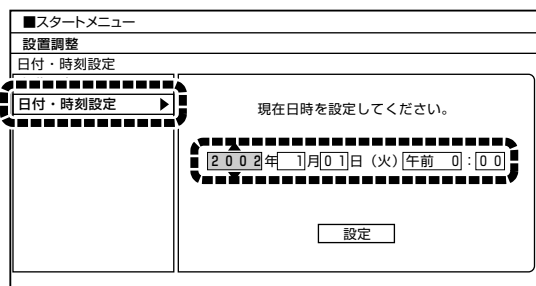 ■スタートメニュー
設置調整
日付・時刻設定
日付・時刻設定 ▶
現在日時を設定してください。
2002年 1月01日（火）午前 0：00
設定